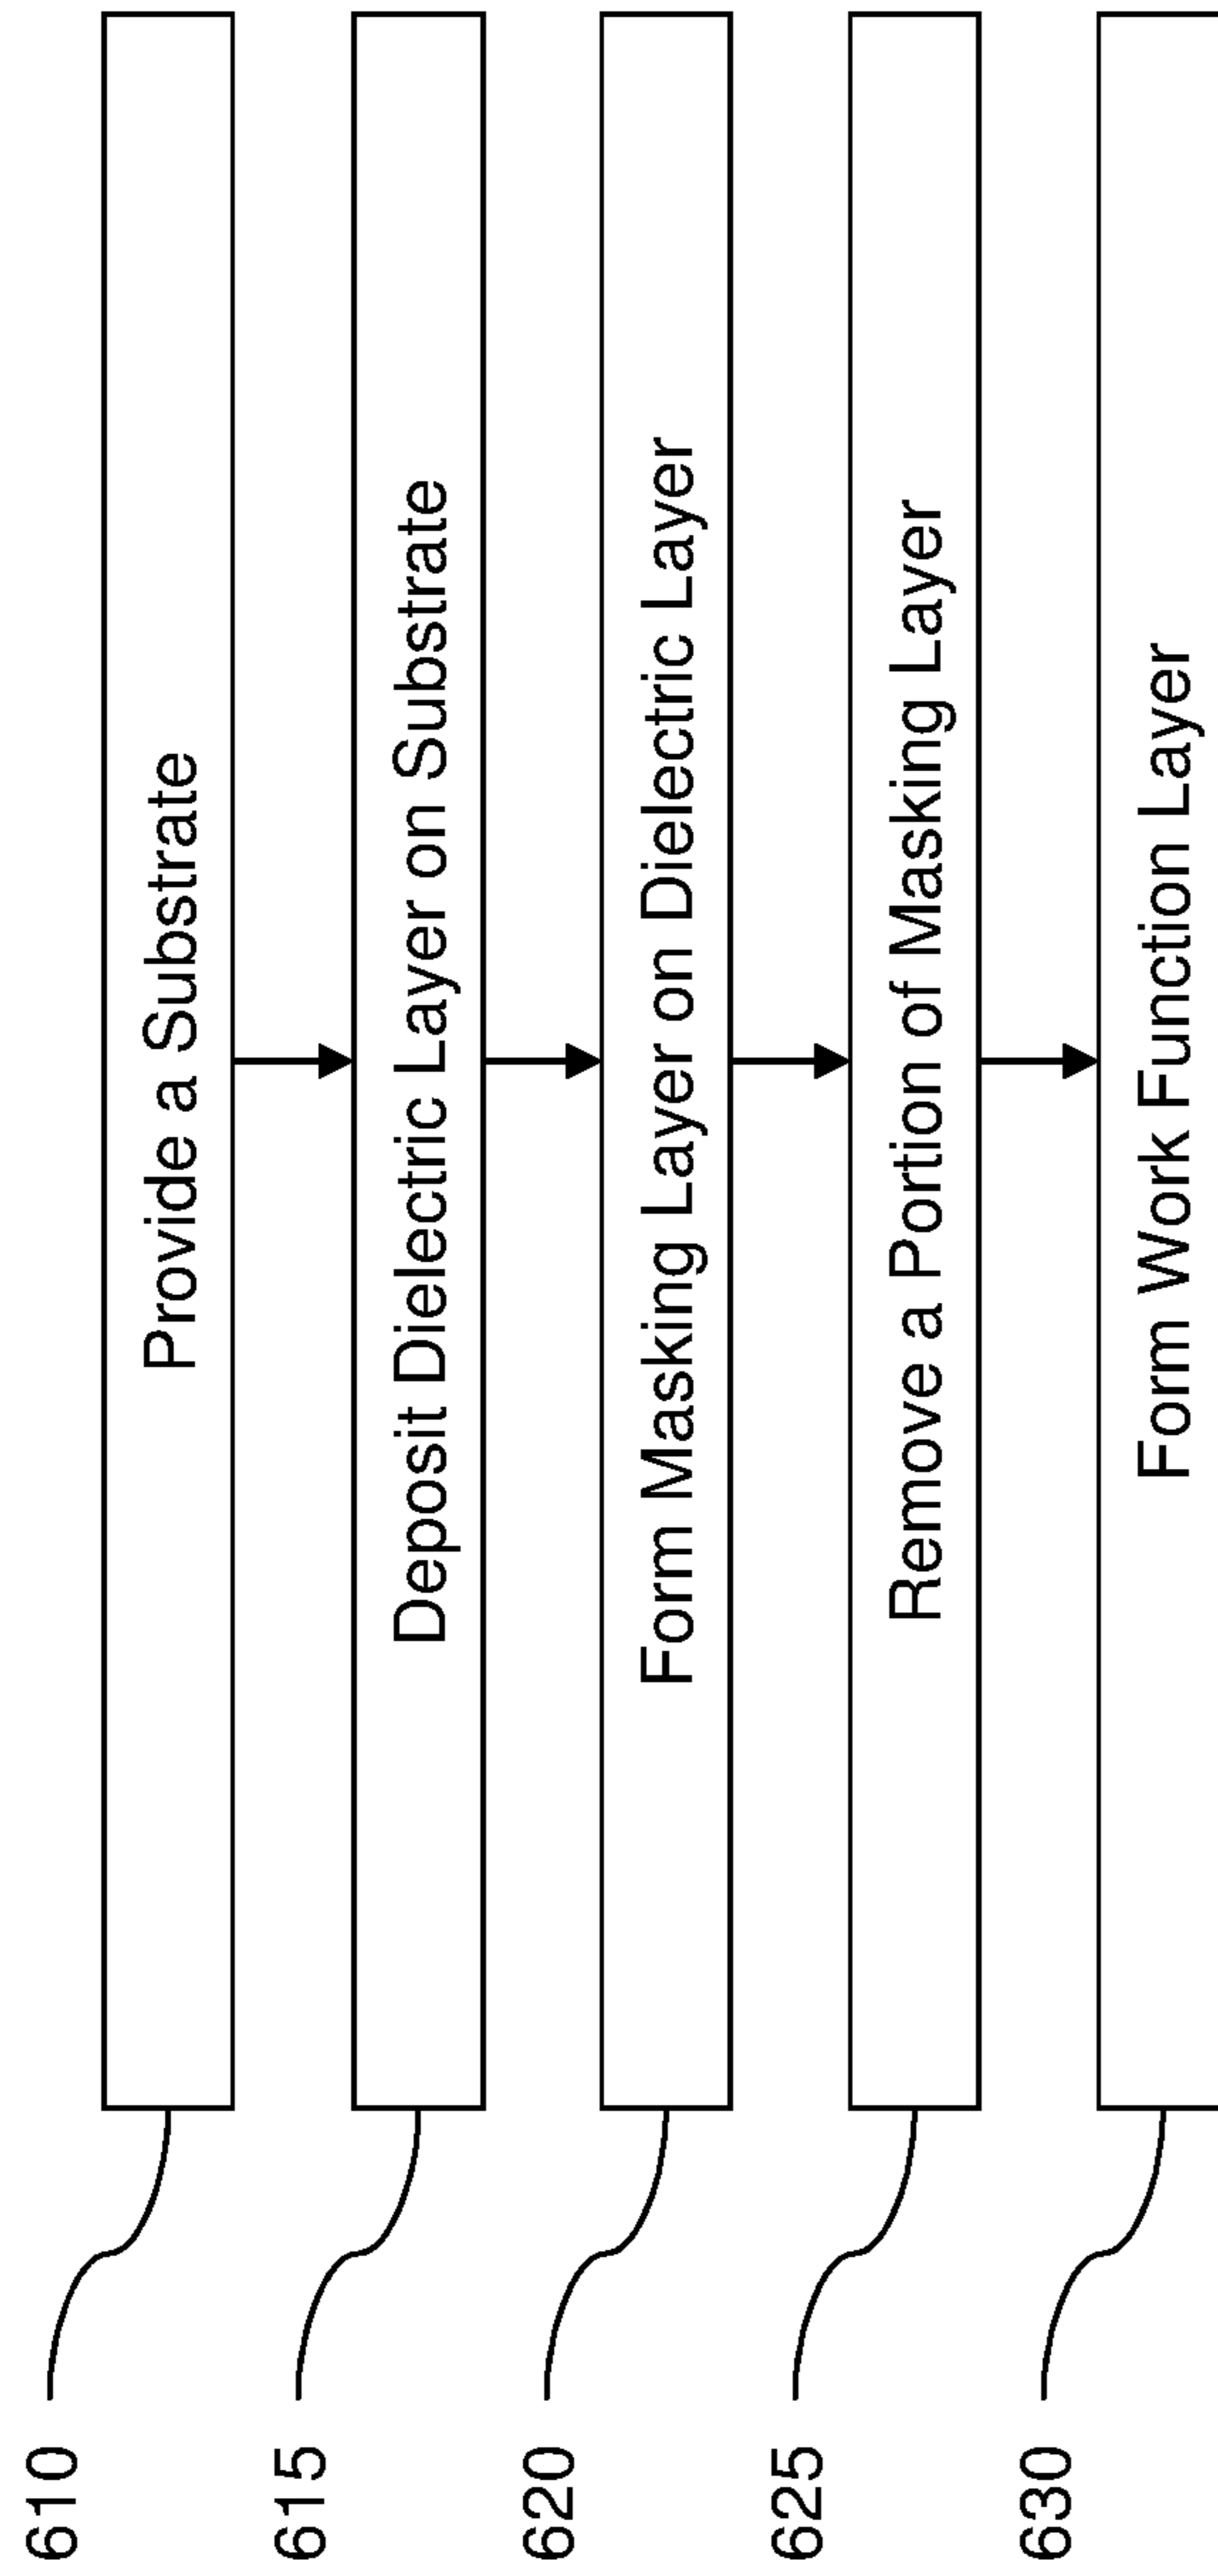 610 Provide a Substrate
615 Deposit Dielectric Layer on Substrate
620 Form Masking Layer on Dielectric Layer
625 Remove a Portion of Masking Layer
630 Form Work Function Layer